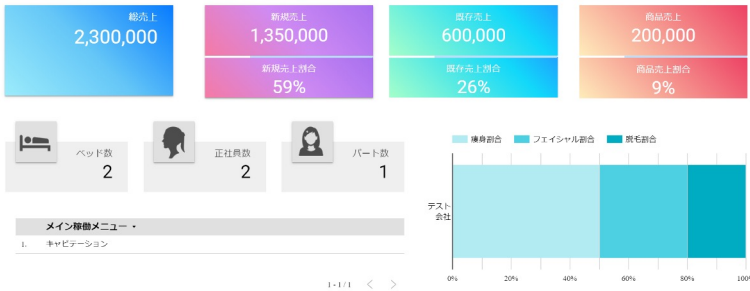 総売上
2,300,000
新規売上
1,350,000
新規売上割合
59%
既存売上
600,000
既存売上割合
26%
商品売上
200,000
商品売上割合
9%
ベッド数
2
正社員数
2
パート数
1
メイン稼働メニュー
1. キャビテーション
1 - 1 / 1
痩身割合 フェイシャル割合 脱毛割合
テスト
会社
0% 20% 40% 60% 80% 100%